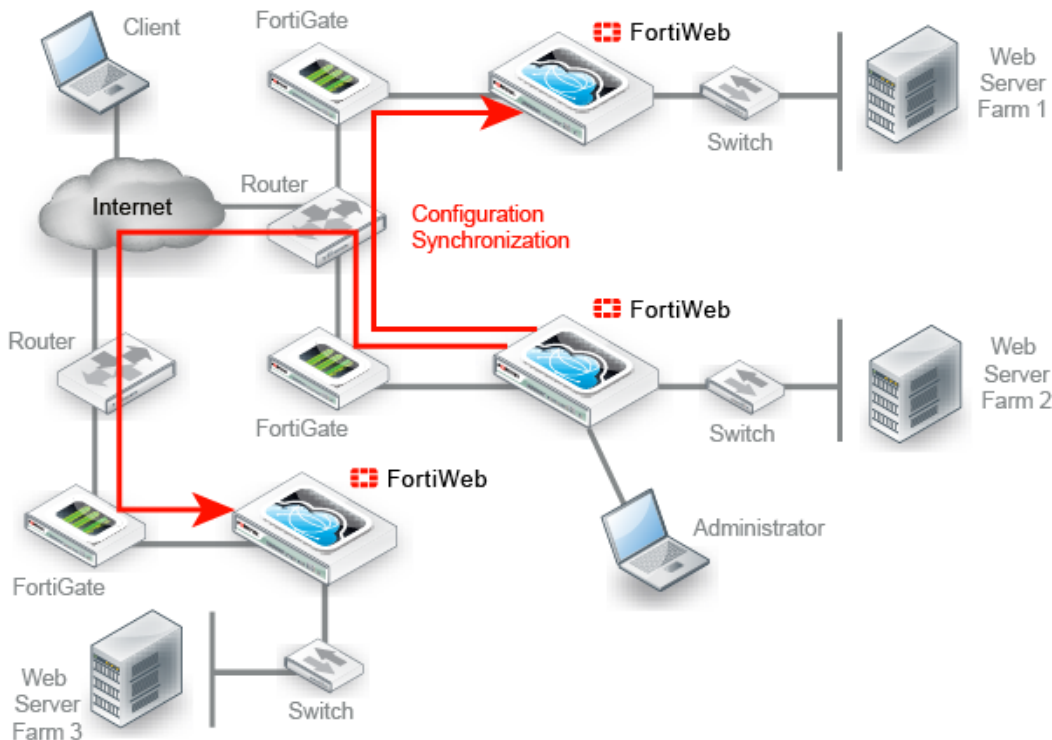 Client
FortiGate
FortiWeb
Web
Server
Farm 1
Switch
Router
Internet
Configuration
Synchronization
FortiWeb
Router
FortiGate
Web
Server
Farm 2
Switch
FortiWeb
Administrator
FortiGate
Web
Server
Farm 3
Switch